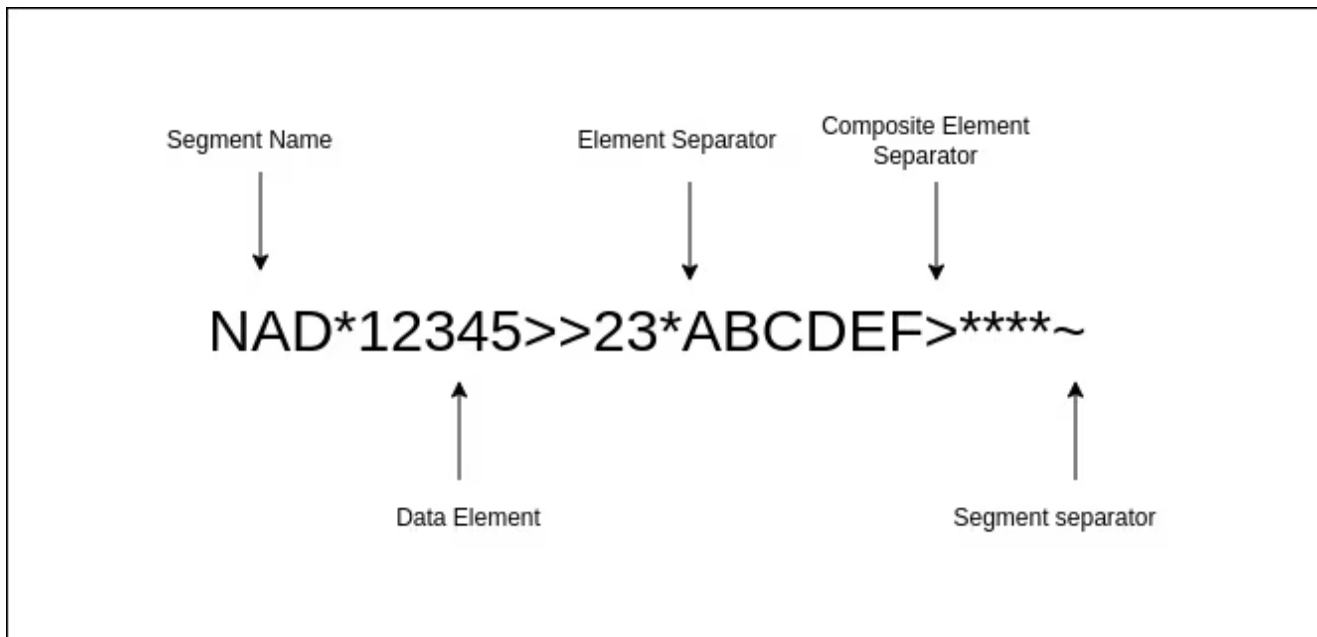 Segment Name
Element Separator
Composite Element
Separator
NAD*12345>>23*ABCDEF>****~
Data Element
Segment separator